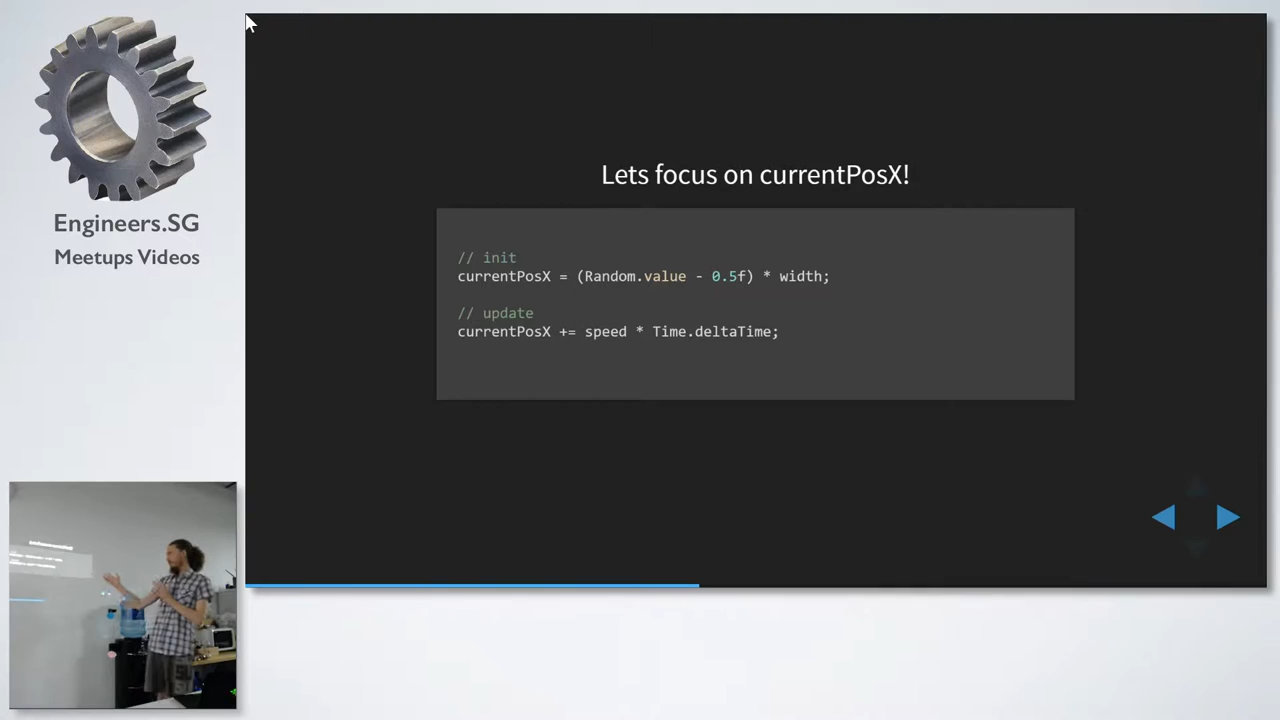 Engineers.SG
Meetups Videos
Lets focus on currentPosX!
// init
currentPosX = (Random.value - 0.5f) * width;
// update
currentPosX += speed * Time.deltaTime;